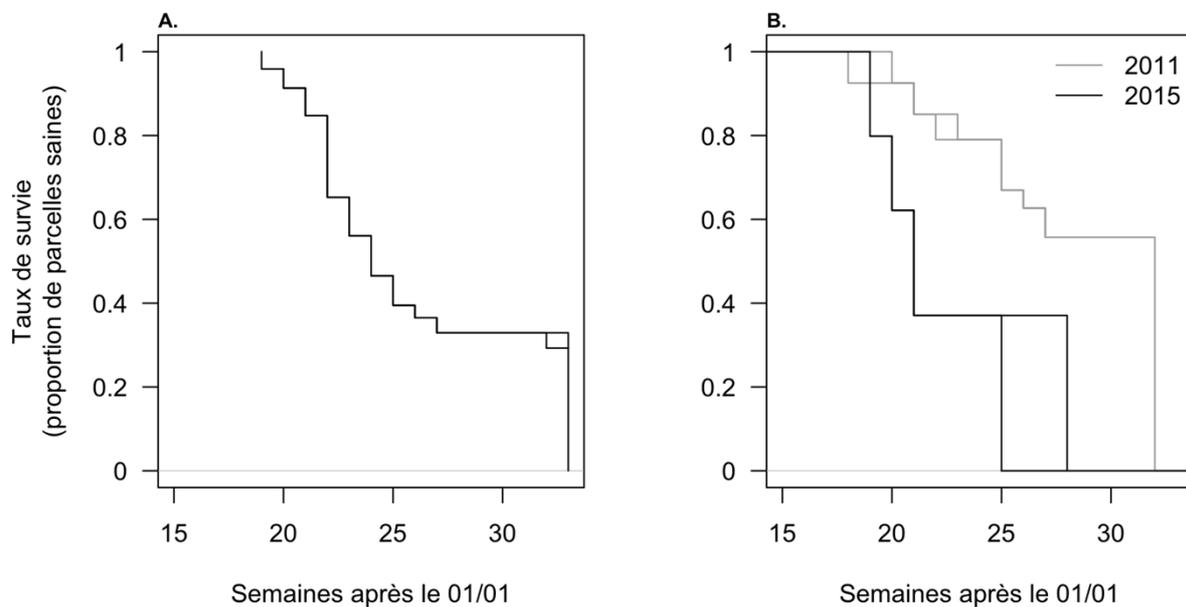 A.
Taux de survie
(proportion de parcelles saines)
1
0.8
0.6
0.4
0.2
0
15 20 25 30
Semaines après le 01/01
B.
2011
2015
1
0.8
0.6
0.4
0.2
0
15 20 25 30
Semaines après le 01/01